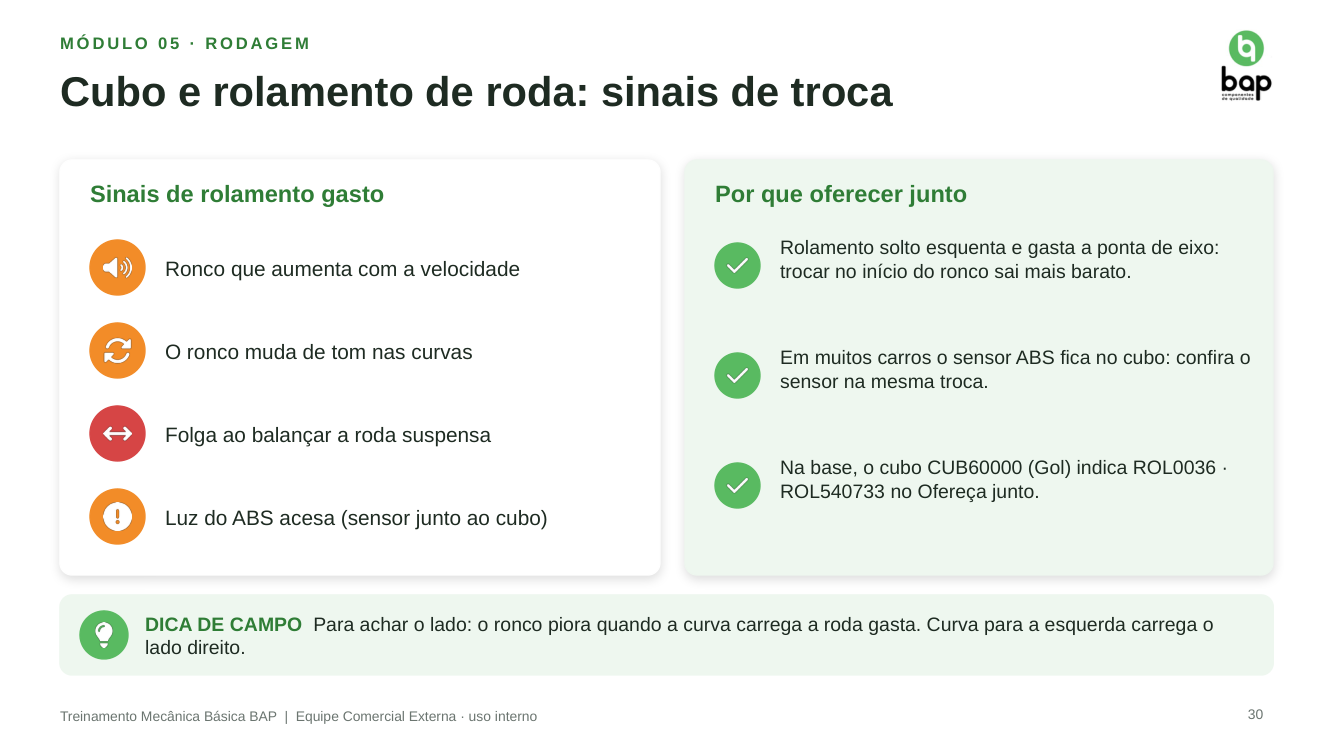 MÓDULO 05 · RODAGEM
Cubo e rolamento de roda: sinais de troca
bap
componentes
de qualidade
Sinais de rolamento gasto
Ronco que aumenta com a velocidade
O ronco muda de tom nas curvas
Folga ao balançar a roda suspensa
Luz do ABS acesa (sensor junto ao cubo)
Por que oferecer junto
Rolamento solto esquenta e gasta a ponta de eixo:
trocar no início do ronco sai mais barato.
Em muitos carros o sensor ABS fica no cubo: confira o
sensor na mesma troca.
Na base, o cubo CUB60000 (Gol) indica ROL0036 ·
ROL540733 no Ofereça junto.
DICA DE CAMPO Para achar o lado: o ronco piora quando a curva carrega a roda gasta. Curva para a esquerda carrega o
lado direito.
Treinamento Mecânica Básica BAP | Equipe Comercial Externa · uso interno
30